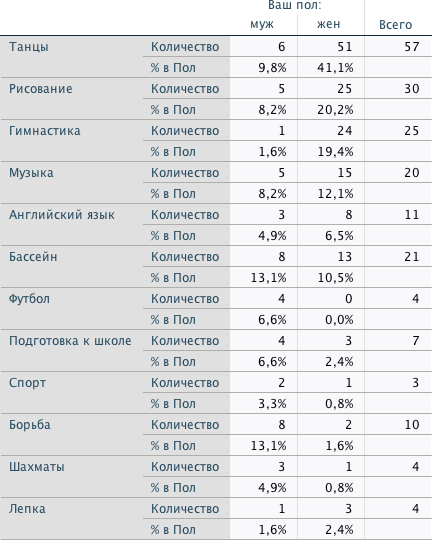 Ваш пол:
муж жен Всего
Танцы Количество 6 51 57
% в Пол 9,8% 41,1%
Рисование Количество 5 25 30
% в Пол 8,2% 20,2%
Гимнастика Количество 1 24 25
% в Пол 1,6% 19,4%
Музыка Количество 5 15 20
% в Пол 8,2% 12,1%
Английский язык Количество 3 8 11
% в Пол 4,9% 6,5%
Бассейн Количество 8 13 21
% в Пол 13,1% 10,5%
Футбол Количество 4 0 4
% в Пол 6,6% 0,0%
Подготовка к школе Количество 4 3 7
% в Пол 6,6% 2,4%
Спорт Количество 2 1 3
% в Пол 3,3% 0,8%
Борьба Количество 8 2 10
% в Пол 13,1% 1,6%
Шахматы Количество 3 1 4
% в Пол 4,9% 0,8%
Лепка Количество 1 3 4
% в Пол 1,6% 2,4%